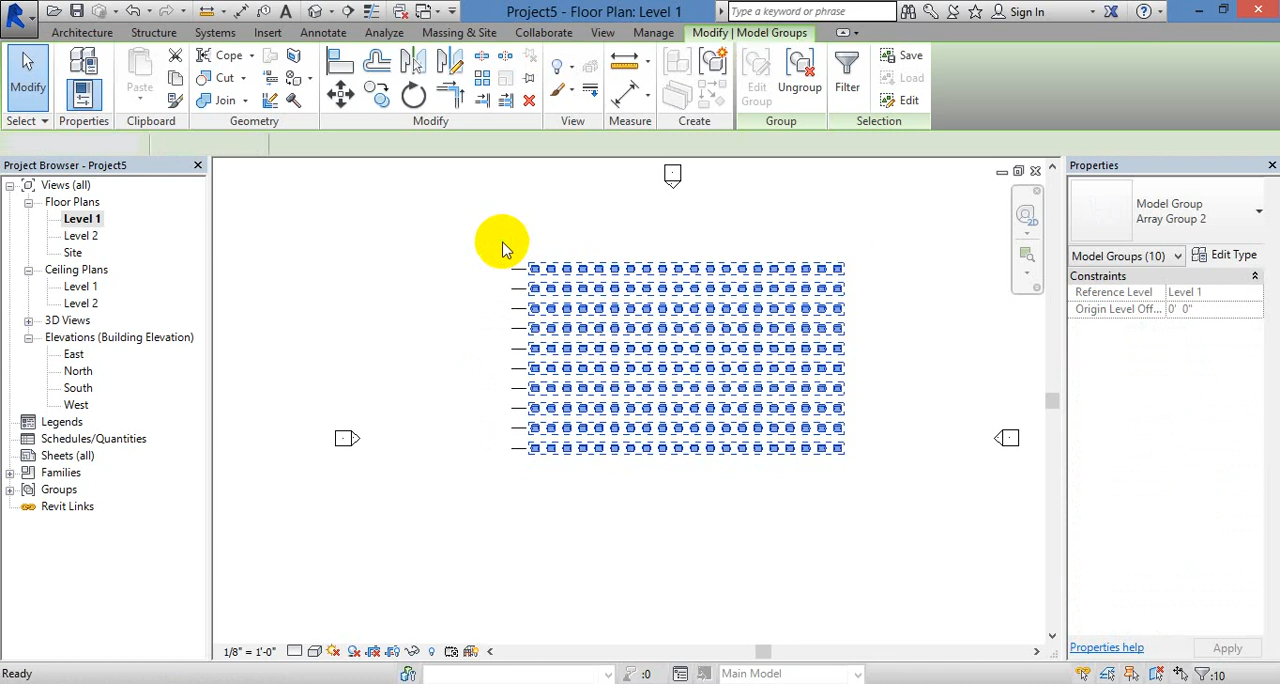 Project5 - Floor Plan: Level 1
Type a keyword or phrase
Sign In
Architecture Structure Systems Insert Annotate Analyze Massing & Site Collaborate View Manage Modify | Model Groups
Modify
Select
Properties
Paste
Clipboard
Cope
Cut
Join
Geometry
Modify
View
Measure
Create
Edit
Group
Ungroup
Group
Filter
Save
Load
Edit
Selection
Project Browser - Project5
Views (all)
Floor Plans
Level 1
Level 2
Site
Ceiling Plans
Level 1
Level 2
3D Views
Elevations (Building Elevation)
East
North
South
West
Legends
Schedules/Quantities
Sheets (all)
Families
Groups
Revit Links
2D
Properties
Model Group
Array Group 2
Model Groups (10) Edit Type
Constraints
Reference Level Level 1
Origin Level Off... 0' 0"
Properties help
Apply
1/8" = 1'-0"
Ready
:0
Main Model
:10